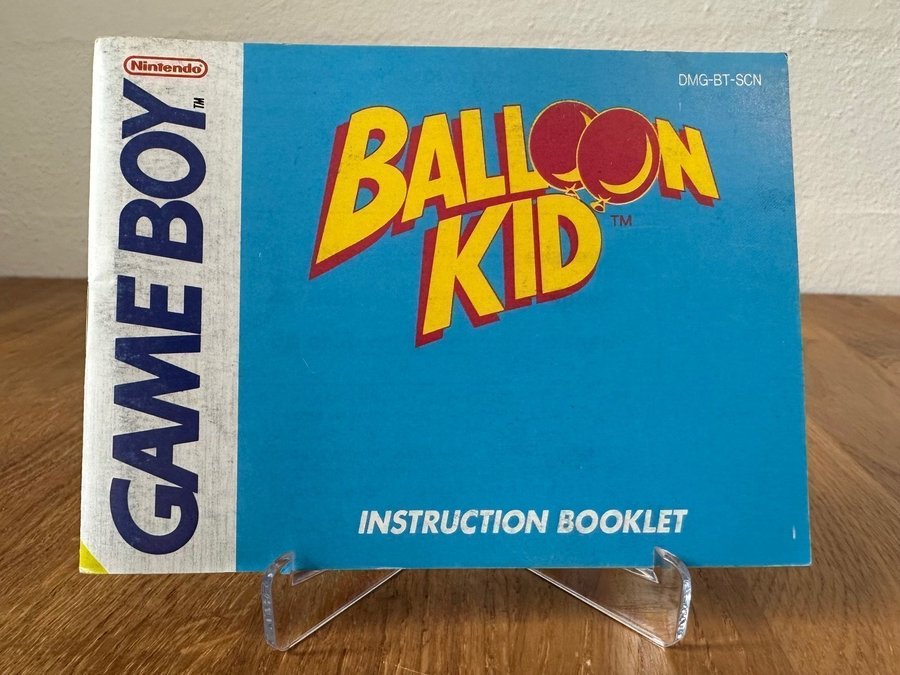 Nintendo
GAME BOY™
DMG-BT-SCN
BALLOON
KID™
INSTRUCTION BOOKLET